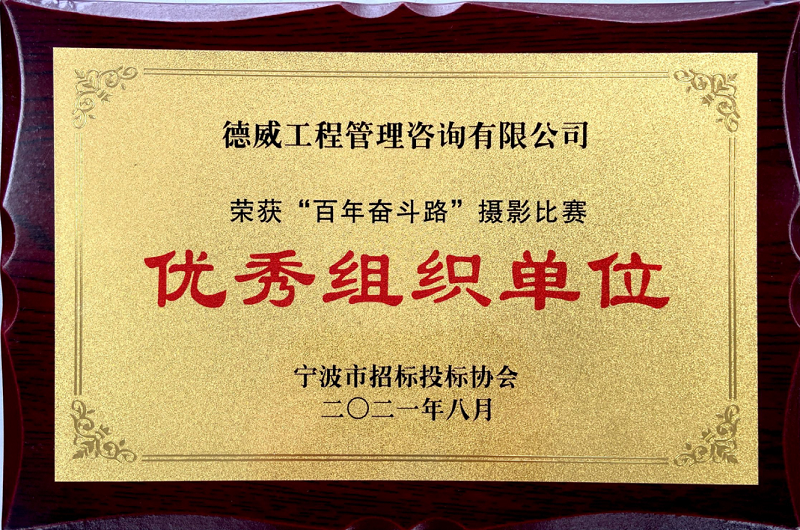 德威工程管理咨询有限公司
荣获“百年奋斗路”摄影比赛
优秀组织单位
宁波市招标投标协会
二〇二一年八月